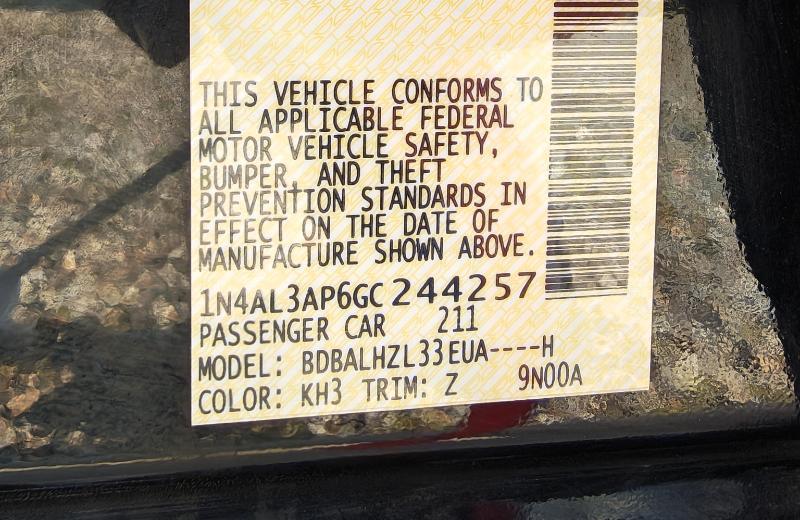 THIS VEHICLE CONFORMS TO
ALL APPLICABLE FEDERAL
MOTOR VEHICLE SAFETY,
BUMPER, AND THEFT
PREVENTION STANDARDS IN
EFFECT ON THE DATE OF
MANUFACTURE SHOWN ABOVE.
1N4AL3AP6GC244257
PASSENGER CAR 211
MODEL: BDBALHZL33EUA----H
COLOR: KH3 TRIM: Z 9N00A